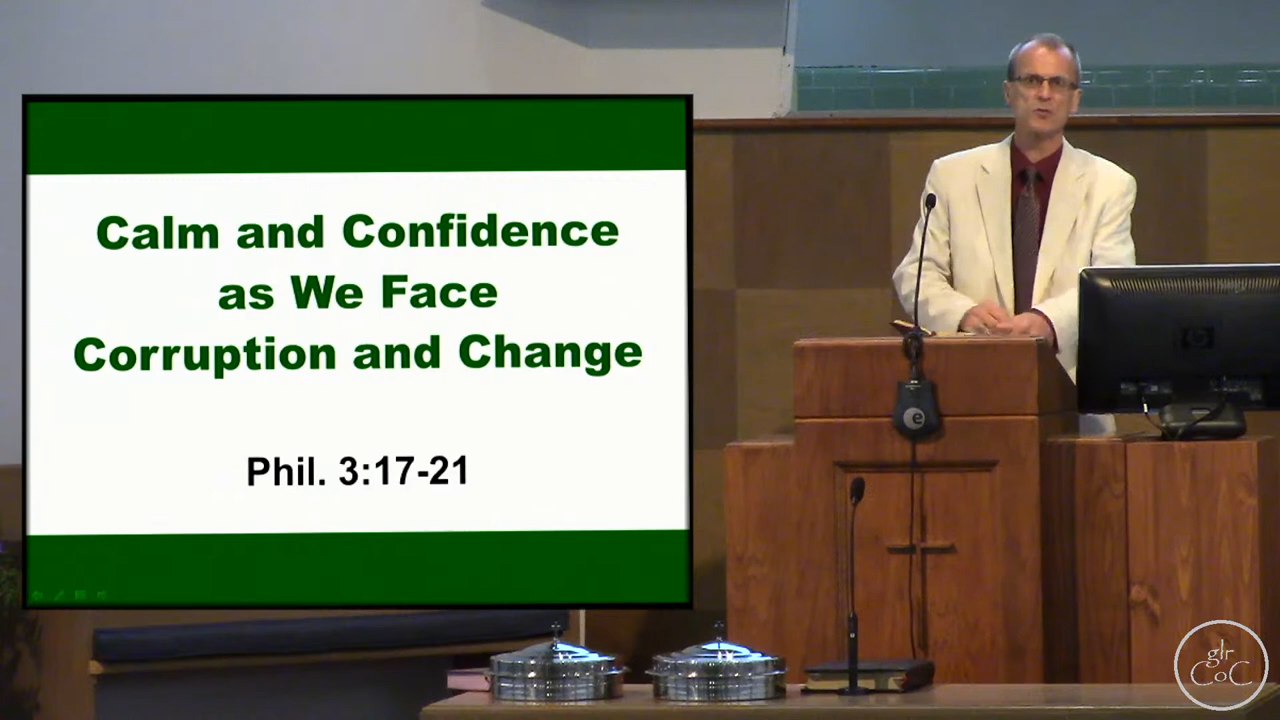 Calm and Confidence
as We Face
Corruption and Change
Phil. 3:17-21
e
glr
CoC